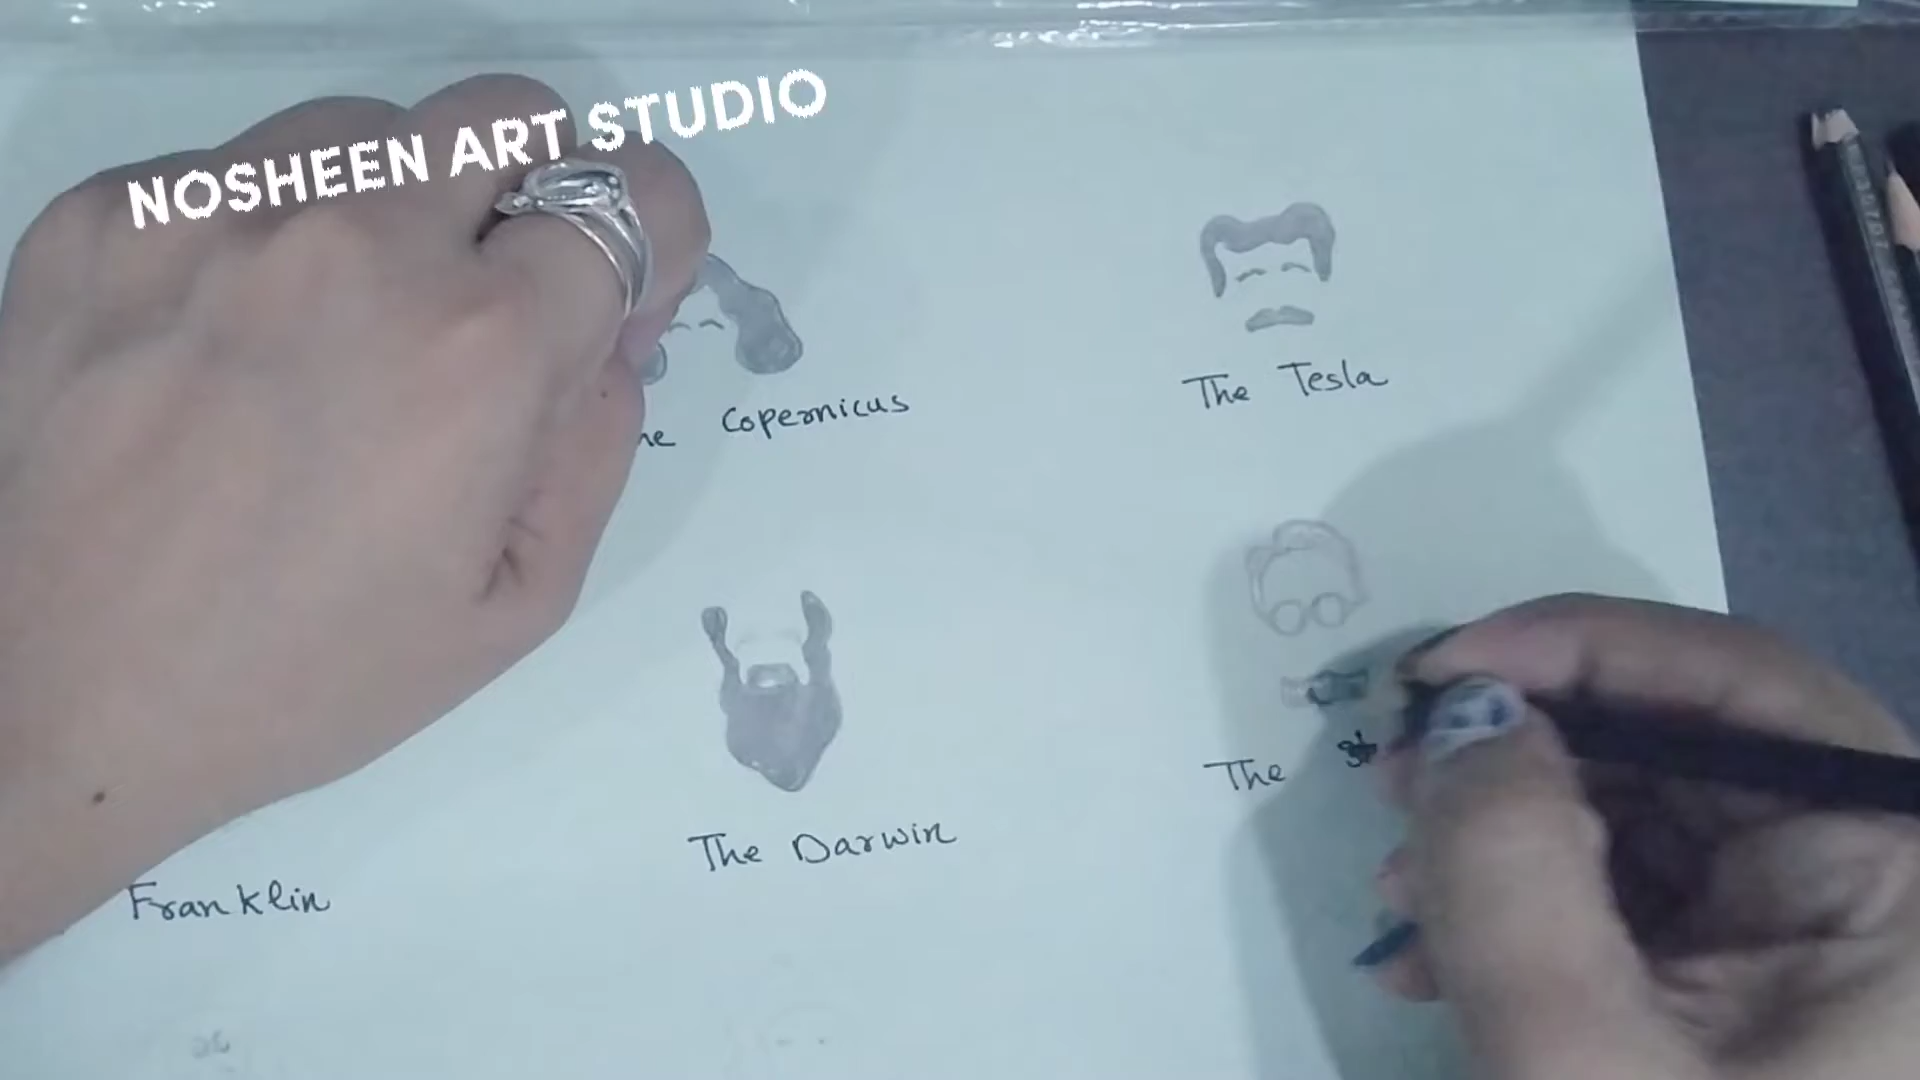 NOSHEEN ART STUDIO
Copernicus
The Tesla
The
The Darwin
Franklin